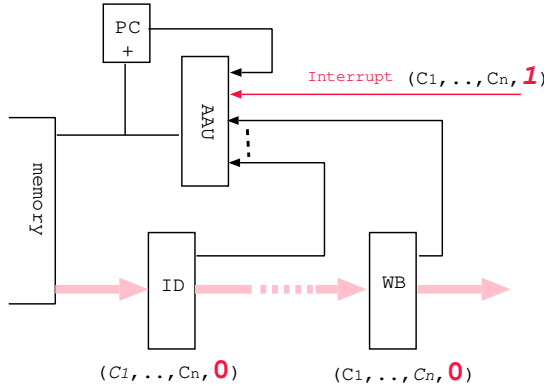 PC
+
Interrupt (C1,..,Cn,1)
AAU
memory
ID
WB
(C1,..,Cn,0)
(C1,..,Cn,0)